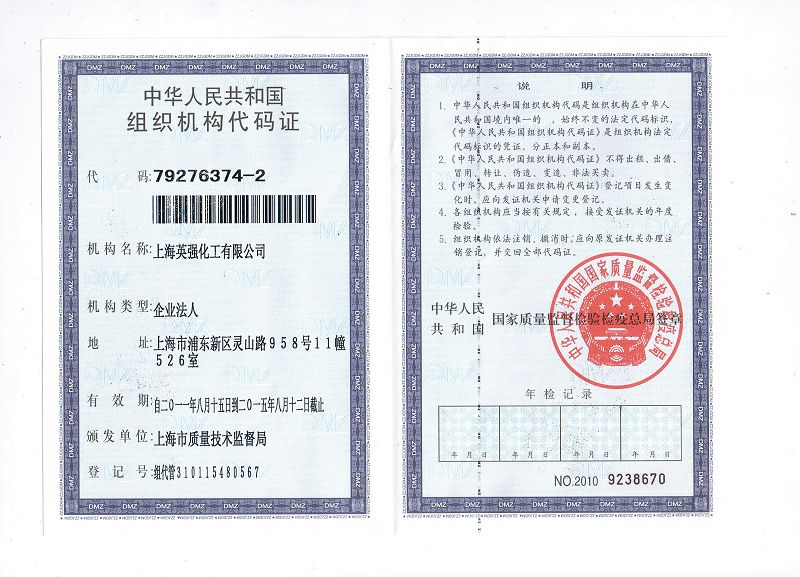 中华人民共和国
组织机构代码证
代 码:79276374-2
机构名称:上海英强化工有限公司
机构类型:企业法人
地 址:上海市浦东新区灵山路958号11幢
526室
有 效 期:自二〇一一年八月十五日到二〇一五年八月十二日截止
颁发单位:上海市质量技术监督局
登 记 号:组代管310115480567
说 明
1. 中华人民共和国组织机构代码是组织机构在中华人
民共和国境内唯一的、始终不变的法定代码标识,
《中华人民共和国组织机构代码证》是组织机构法定
代码标识的凭证,分正本和副本。
2.《中华人民共和国组织机构代码证》不得出租、出借、
冒用、转让、伪造、变造、非法买卖。
3.《中华人民共和国组织机构代码证》登记项目发生变
化时,应向发证机关申请变更登记。
4. 各组织机构应当按有关规定,接受发证机关的年度
检验。
5. 组织机构依法注销、撤消时,应向原发证机关办理注
销登记,并交回全部代码证。
中华人民
共和国
国家质量监督检验检疫总局签章
中华人民共和国国家质量监督检验检疫总局
年检记录
年 月 日 年 月 日 年 月 日 年 月 日
NO.2010 9238670